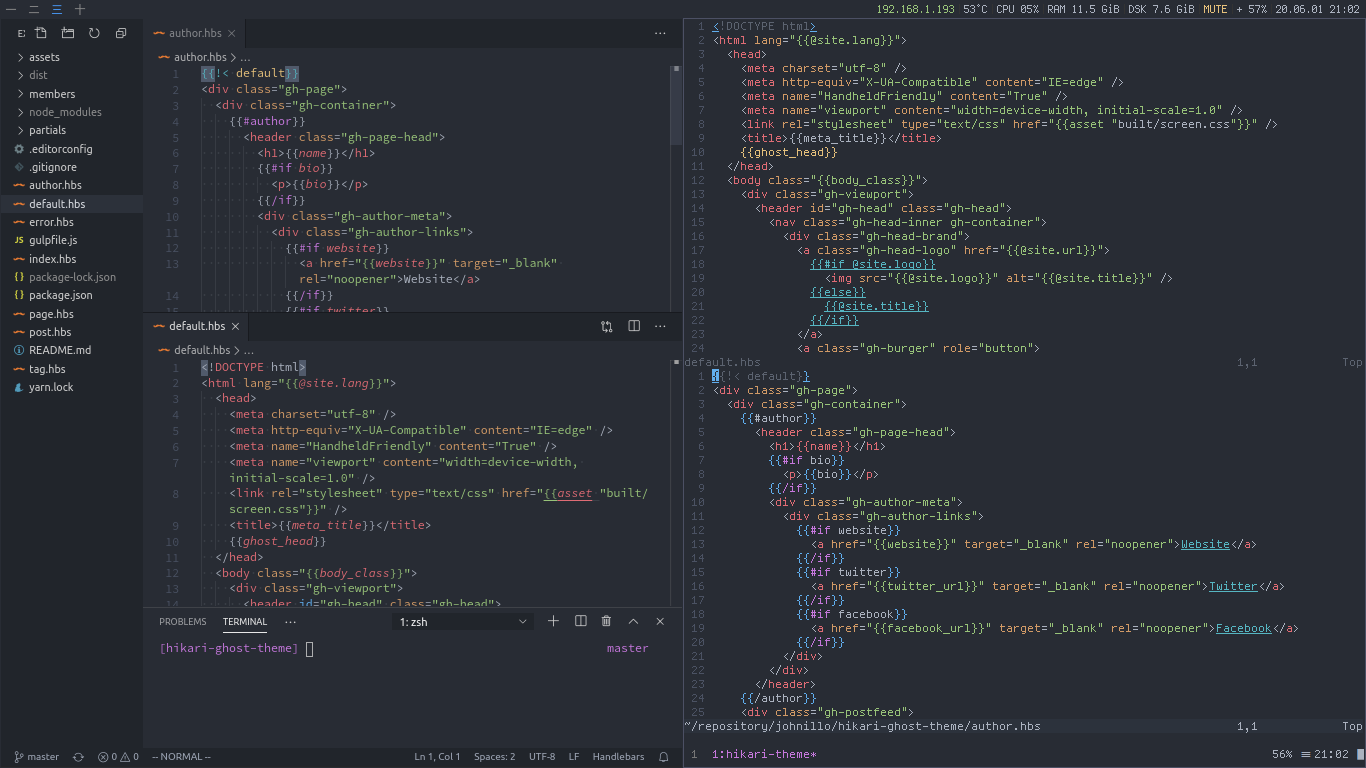 192.168.1.193 53°C CPU 05% RAM 11.5 GiB DSK 7.6 GiB MUTE + 57% 20.06.01 21:02
E:
assets
dist
members
node_modules
partials
.editorconfig
.gitignore
author.hbs
default.hbs
error.hbs
gulpfile.js
index.hbs
package-lock.json
package.json
page.hbs
post.hbs
README.md
tag.hbs
yarn.lock
author.hbs
author.hbs > ...
1 {{!< default}}
2 <div class="gh-page">
3 <div class="gh-container">
4 {{#author}}
5 <header class="gh-page-head">
6 <h1>{{name}}</h1>
7 {{#if bio}}
8 <p>{{bio}}</p>
9 {{/if}}
10 <div class="gh-author-meta">
11 <div class="gh-author-links">
12 {{#if website}}
13 <a href="{{website}}" target="_blank"
rel="noopener">Website</a>
14 {{/if}}
15 {{#if twitter}}
default.hbs
default.hbs > ...
1 <!DOCTYPE html>
2 <html lang="{{@site.lang}}">
3 <head>
4 <meta charset="utf-8" />
5 <meta http-equiv="X-UA-Compatible" content="IE=edge" />
6 <meta name="HandheldFriendly" content="True" />
7 <meta name="viewport" content="width=device-width,
initial-scale=1.0" />
8 <link rel="stylesheet" type="text/css" href="{{asset "built/
screen.css"}}" />
9 <title>{{meta_title}}</title>
10 {{ghost_head}}
11 </head>
12 <body class="{{body_class}}">
13 <div class="gh-viewport">
14 <header id="gh-head" class="gh-head">
PROBLEMS TERMINAL ... 1: zsh
[hikari-ghost-theme] master
master 0 0 -- NORMAL -- Ln 1, Col 1 Spaces: 2 UTF-8 LF Handlebars
1 <!DOCTYPE html>
2 <html lang="{{@site.lang}}">
3 <head>
4 <meta charset="utf-8" />
5 <meta http-equiv="X-UA-Compatible" content="IE=edge" />
6 <meta name="HandheldFriendly" content="True" />
7 <meta name="viewport" content="width=device-width, initial-scale=1.0" />
8 <link rel="stylesheet" type="text/css" href="{{asset "built/screen.css"}}" />
9 <title>{{meta_title}}</title>
10 {{ghost_head}}
11 </head>
12 <body class="{{body_class}}">
13 <div class="gh-viewport">
14 <header id="gh-head" class="gh-head">
15 <nav class="gh-head-inner gh-container">
16 <div class="gh-head-brand">
17 <a class="gh-head-logo" href="{{@site.url}}">
18 {{#if @site.logo}}
19 <img src="{{@site.logo}}" alt="{{@site.title}}" />
20 {{else}}
21 {{@site.title}}
22 {{/if}}
23 </a>
24 <a class="gh-burger" role="button">
default.hbs 1,1 Top
1 {{!< default}}
2 <div class="gh-page">
3 <div class="gh-container">
4 {{#author}}
5 <header class="gh-page-head">
6 <h1>{{name}}</h1>
7 {{#if bio}}
8 <p>{{bio}}</p>
9 {{/if}}
10 <div class="gh-author-meta">
11 <div class="gh-author-links">
12 {{#if website}}
13 <a href="{{website}}" target="_blank" rel="noopener">Website</a>
14 {{/if}}
15 {{#if twitter}}
16 <a href="{{twitter_url}}" target="_blank" rel="noopener">Twitter</a>
17 {{/if}}
18 {{#if facebook}}
19 <a href="{{facebook_url}}" target="_blank" rel="noopener">Facebook</a>
20 {{/if}}
21 </div>
22 </div>
23 </header>
24 {{/author}}
25 <div class="gh-postfeed">
~/repository/johnillo/hikari-ghost-theme/author.hbs 1,1 Top
1 1:hikari-theme* 56% 21:02